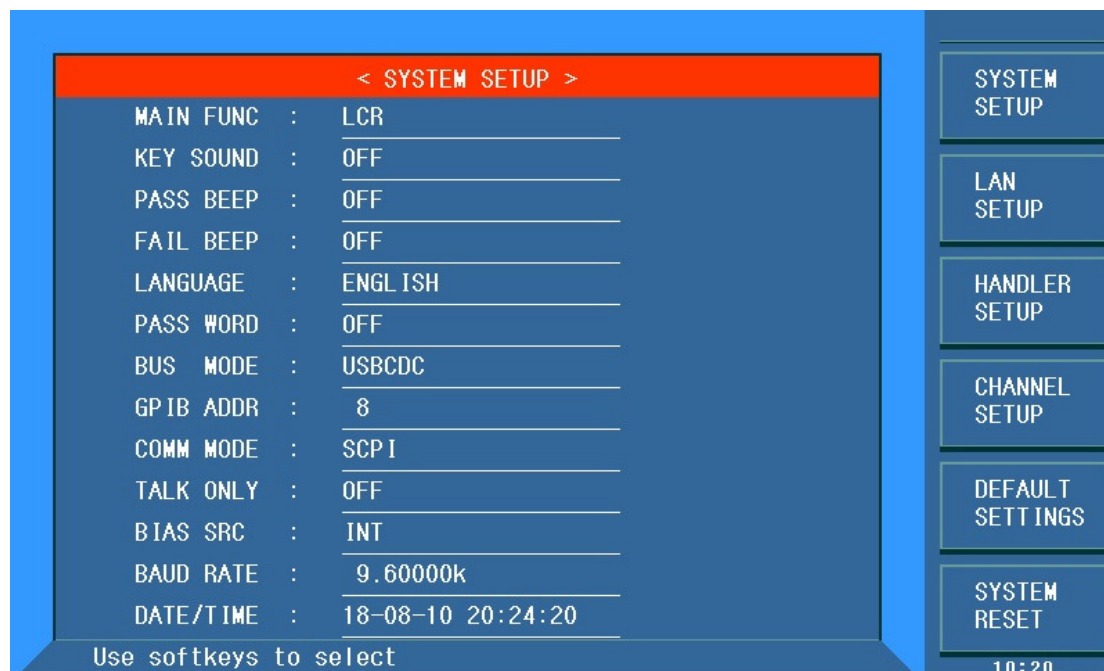 < SYSTEM SETUP >
MAIN FUNC : LCR
KEY SOUND : OFF
PASS BEEP : OFF
FAIL BEEP : OFF
LANGUAGE : ENGLISH
PASS WORD : OFF
BUS MODE : USBCDC
GPIB ADDR : 8
COMM MODE : SCPI
TALK ONLY : OFF
BIAS SRC : INT
BAUD RATE : 9.60000k
DATE/TIME : 18-08-10 20:24:20
Use softkeys to select
SYSTEM
SETUP
LAN
SETUP
HANDLER
SETUP
CHANNEL
SETUP
DEFAULT
SETTINGS
SYSTEM
RESET